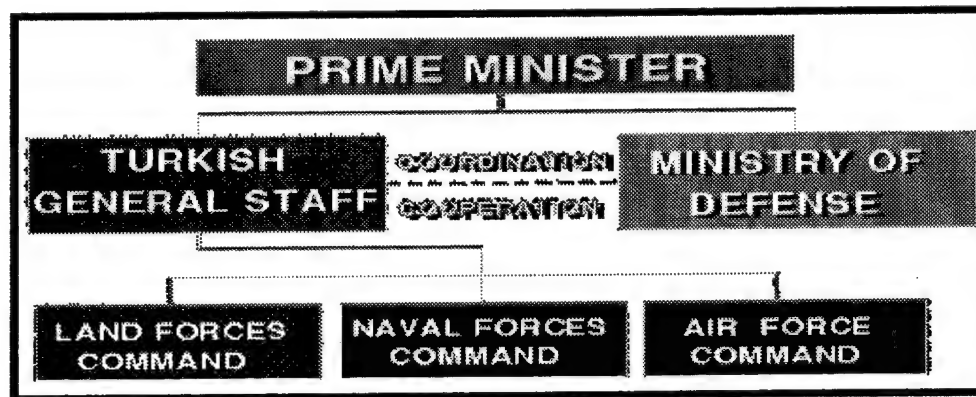 PRIME MINISTER
TURKISH
GENERAL STAFF
COORDINATION
COOPERATION
MINISTRY OF
DEFENSE
LAND FORCES
COMMAND
NAVAL FORCES
COMMAND
AIR FORCE
COMMAND